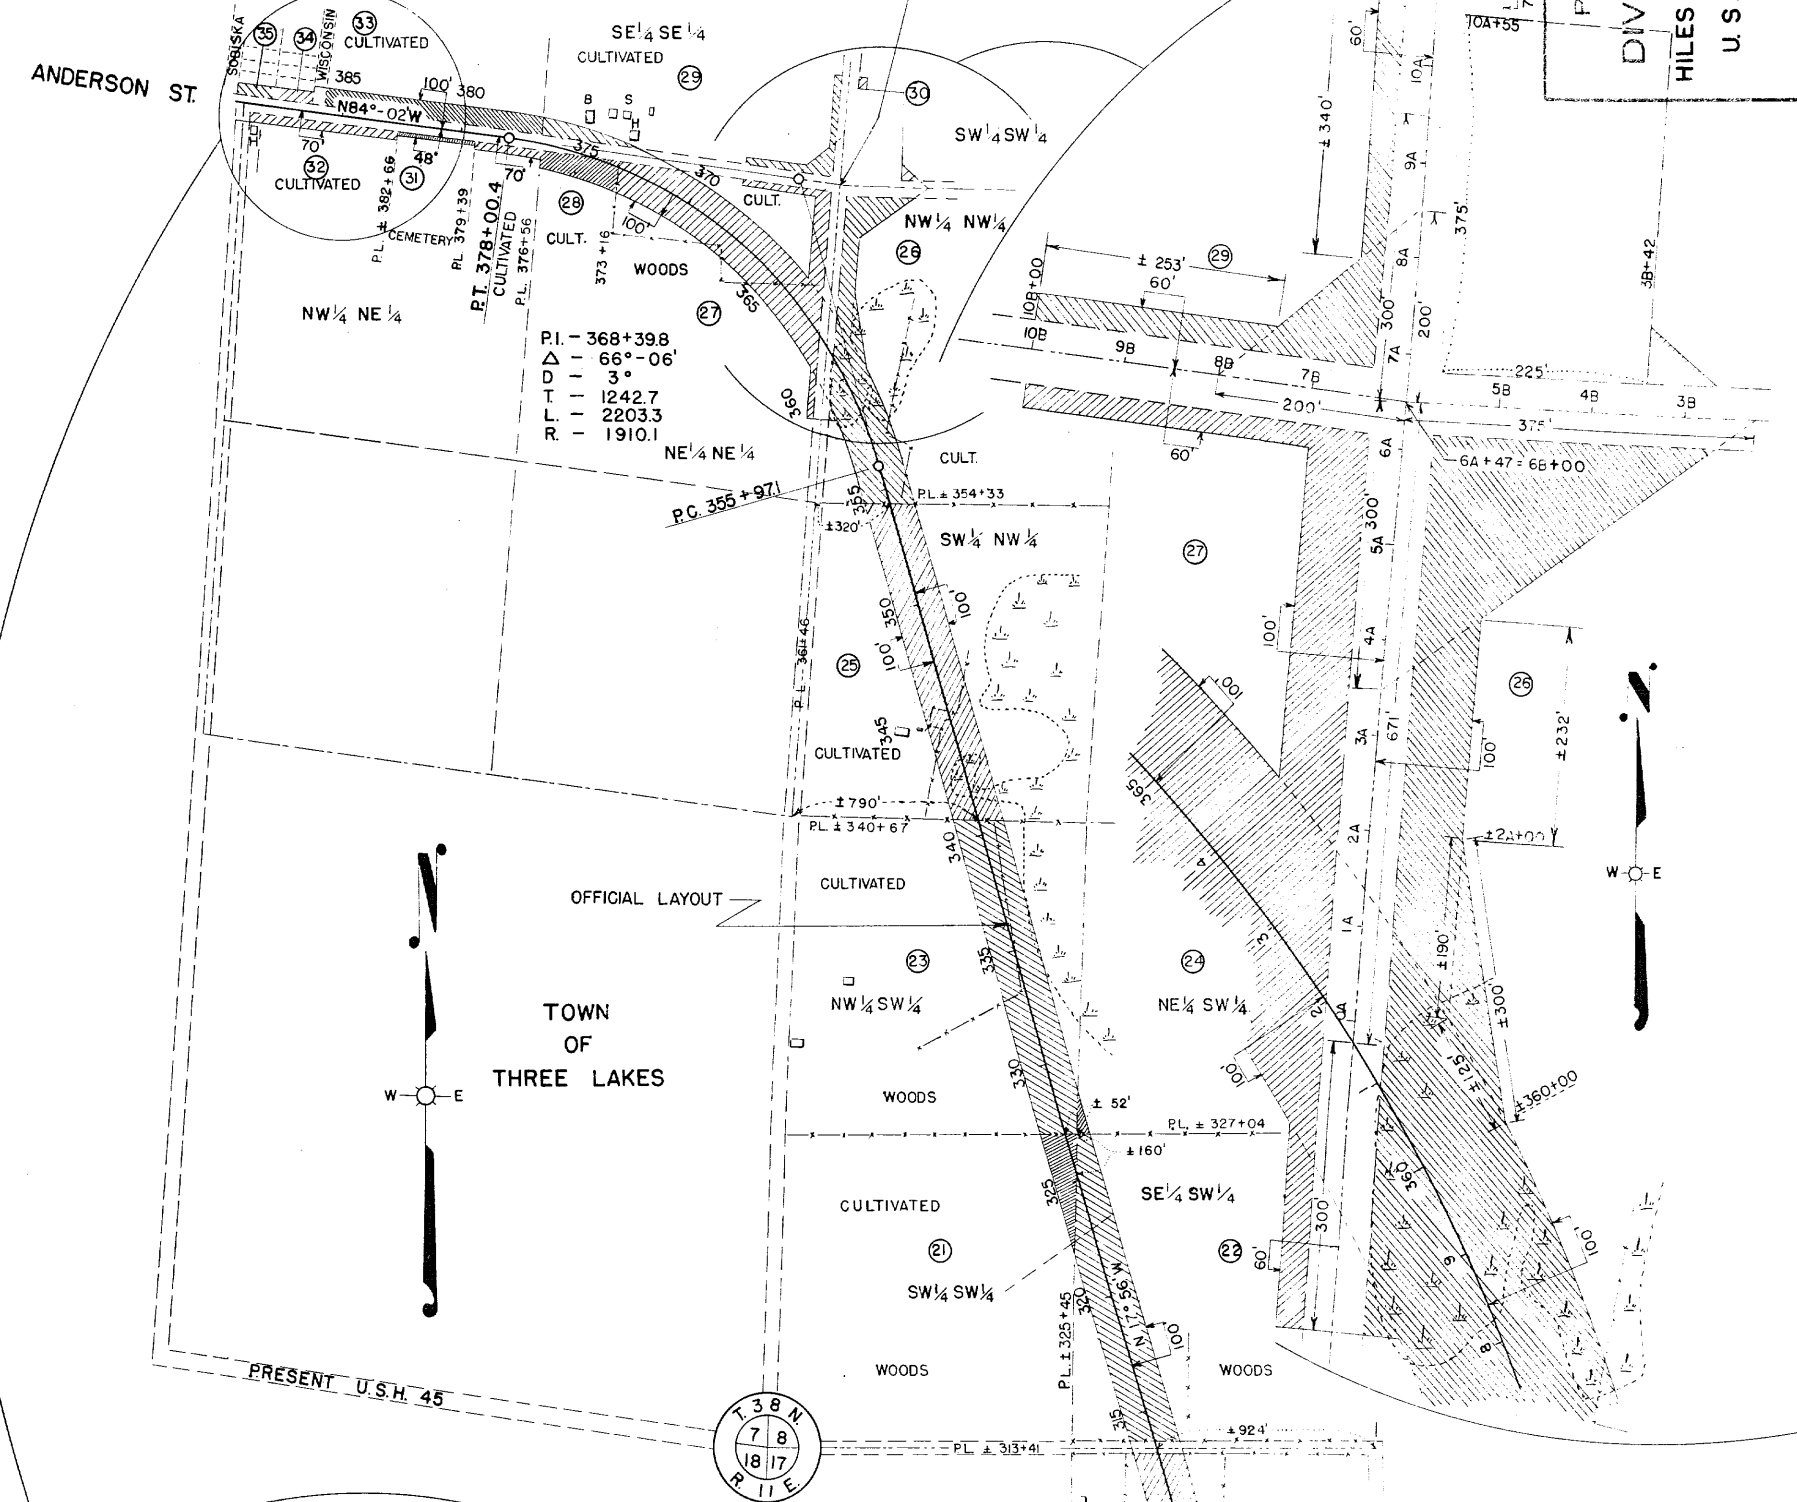 ANDERSON ST.
SOBISKA
35
34
WISCONSIN
33
CULTIVATED
385
100' 380
N84°-02'W
SE¼ SE¼
CULTIVATED
29
B
S
H
30
SW¼ SW¼
H
70'
32
CULTIVATED
48'
31
P.L. ± 382+66
CEMETERY
P.L. 379+39
P.T. 378+00.4
CULTIVATED
70'
P.L. 376+56
375
370
28
CULT.
373+16
100'
WOODS
CULT.
365
27
NW¼ NW¼
26
NW¼ NE¼
P.I. - 368+39.8
Δ - 66°-06'
D - 3°
T. - 1242.7
L. - 2203.3
R. - 1910.1
360
NE¼ NE¼
CULT.
P.C. 355+97.1
355
P.L. ± 354+33
±320'
SW¼ NW¼
350
100'
100'
P.L. 361+46
25
345
CULTIVATED
±790'
P.L. ± 340+67
340
CULTIVATED
OFFICIAL LAYOUT
335
23
NW¼ SW¼
24
NE¼ SW¼
TOWN
OF
THREE LAKES
N
W E
330
WOODS
± 52'
P.L. ± 327+04
±160'
325
SE¼ SW¼
CULTIVATED
21
22
SW¼ SW¼
P.L. ± 325+45
320
N 17° 56' W
100'
WOODS
WOODS
315
PRESENT U.S.H. 45
T. 38 N.
7 8
18 17
R. 11 E.
P.L. ± 313+41
±924'
DIV
HILES
U.S
P
10A+55
60'
±340'
10A
9A
8A
7A
375'
300'
200'
3B+42
± 253'
29
60'
10B+00
10B
9B
8B
7B
200'
225'
5B
4B
3B
375'
60'
6A
6A+47 = 6B+00
300'
5A
27
100'
4A
3A
671'
26
100'
±232'
2A
±2A+00
1A
±190'
±300'
0A
100'
365
4
3
2
100'
±125'
±360+00
360
300'
60'
9
8
100'
N
W E